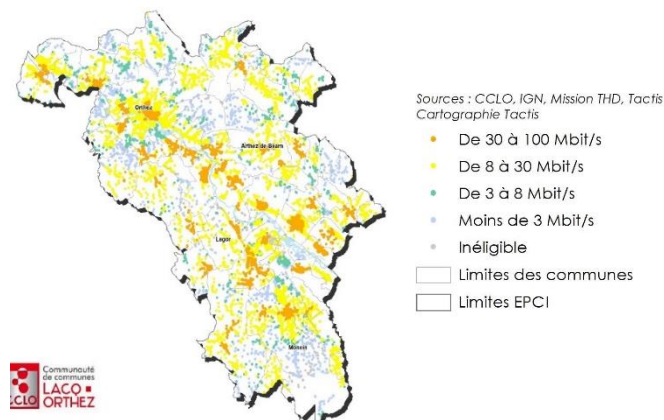 Orthez
Arthez de Béarn
Lagor
Sources : CCLO, IGN, Mission THD, Tactis
Cartographie Tactis
De 30 à 100 Mbit/s
De 8 à 30 Mbit/s
De 3 à 8 Mbit/s
Moins de 3 Mbit/s
Inéligible
Limites des communes
Limites EPCI
Communauté
de communes
LACQ
ORTHEZ
CCLO